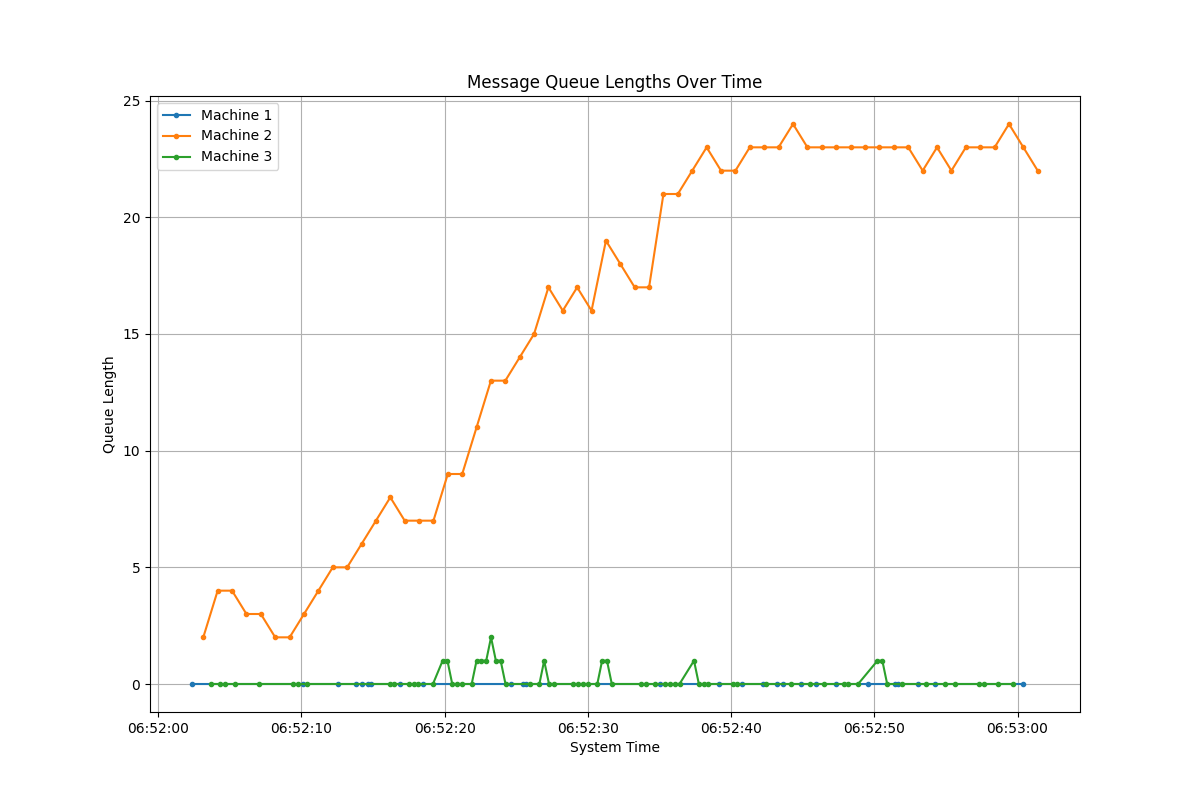 Message Queue Lengths Over Time
25
Machine 1
Machine 2
Machine 3
20
15
10
5
0
Queue Length
06:52:00 06:52:10 06:52:20 06:52:30 06:52:40 06:52:50 06:53:00
System Time